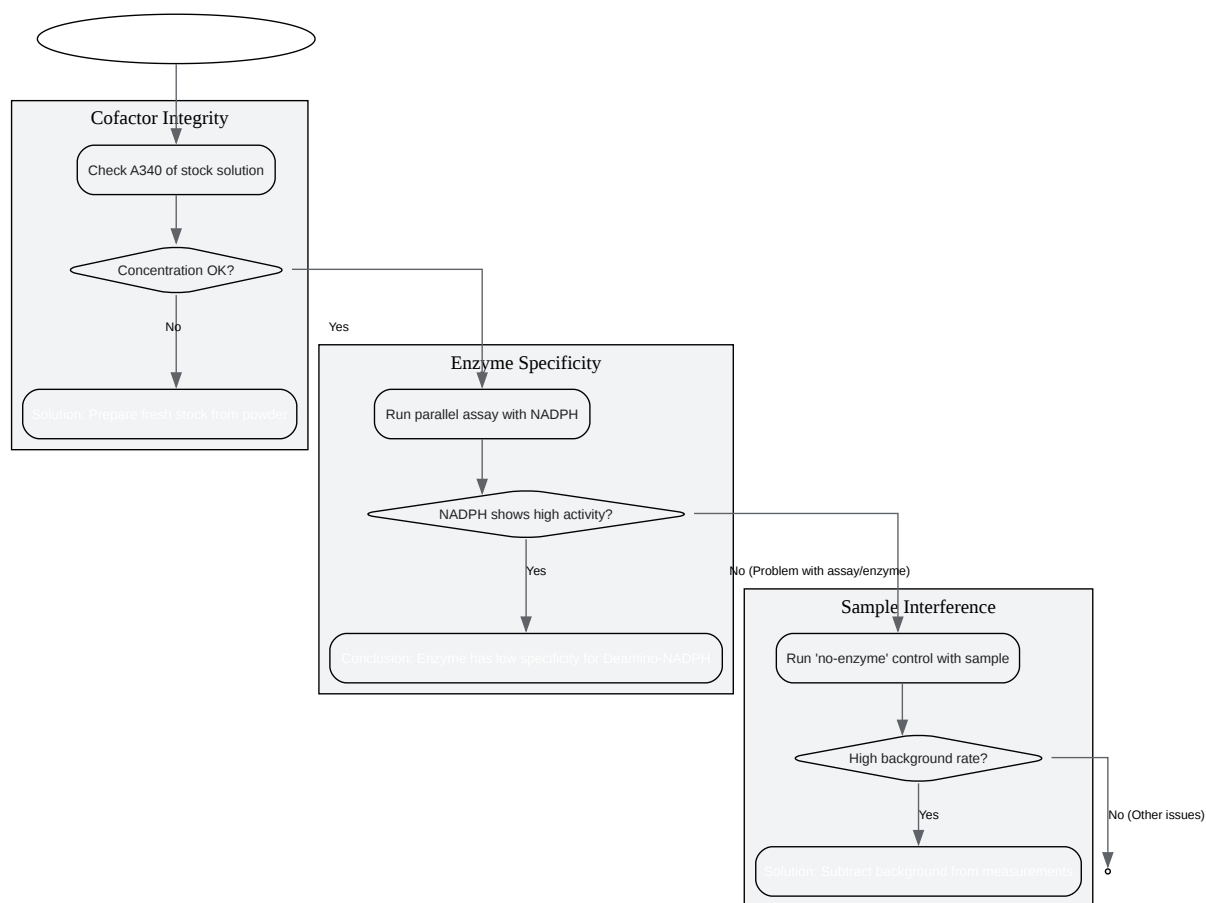 Cofactor Integrity
Check A340 of stock solution
Concentration OK?
No
Yes
Solution: Prepare fresh stock from powder
Enzyme Specificity
Run parallel assay with NADPH
NADPH shows high activity?
Yes
No (Problem with assay/enzyme)
Conclusion: Enzyme has low specificity for Deamino-NADPH
Sample Interference
Run 'no-enzyme' control with sample
High background rate?
Yes
No (Other issues)
Solution: Subtract background from measurements